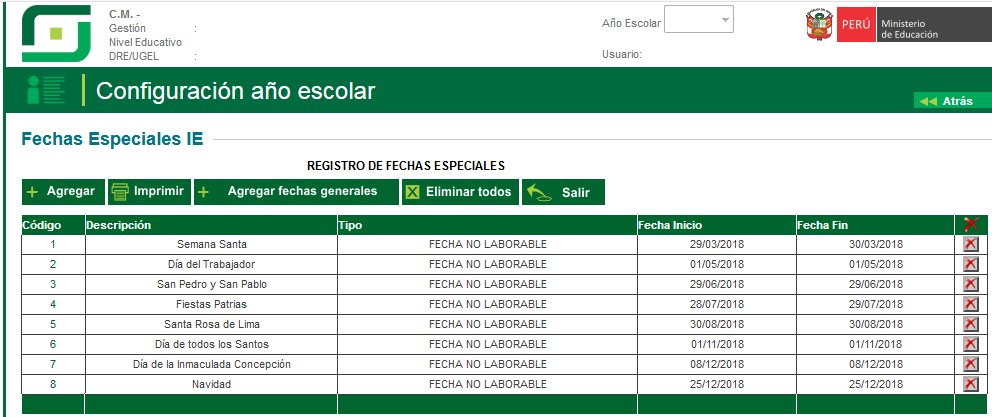 C.M. -
Gestión :
Nivel Educativo
DRE/UGEL :
Año Escolar
Usuario:
PERÚ
Ministerio
de Educación
Configuración año escolar
Atrás
Fechas Especiales IE
REGISTRO DE FECHAS ESPECIALES
Agregar Imprimir Agregar fechas generales Eliminar todos Salir
Código Descripción Tipo Fecha Inicio Fecha Fin
1 Semana Santa FECHA NO LABORABLE 29/03/2018 30/03/2018
2 Día del Trabajador FECHA NO LABORABLE 01/05/2018 01/05/2018
3 San Pedro y San Pablo FECHA NO LABORABLE 29/06/2018 29/06/2018
4 Fiestas Patrias FECHA NO LABORABLE 28/07/2018 29/07/2018
5 Santa Rosa de Lima FECHA NO LABORABLE 30/08/2018 30/08/2018
6 Día de todos los Santos FECHA NO LABORABLE 01/11/2018 01/11/2018
7 Día de la Inmaculada Concepción FECHA NO LABORABLE 08/12/2018 08/12/2018
8 Navidad FECHA NO LABORABLE 25/12/2018 25/12/2018